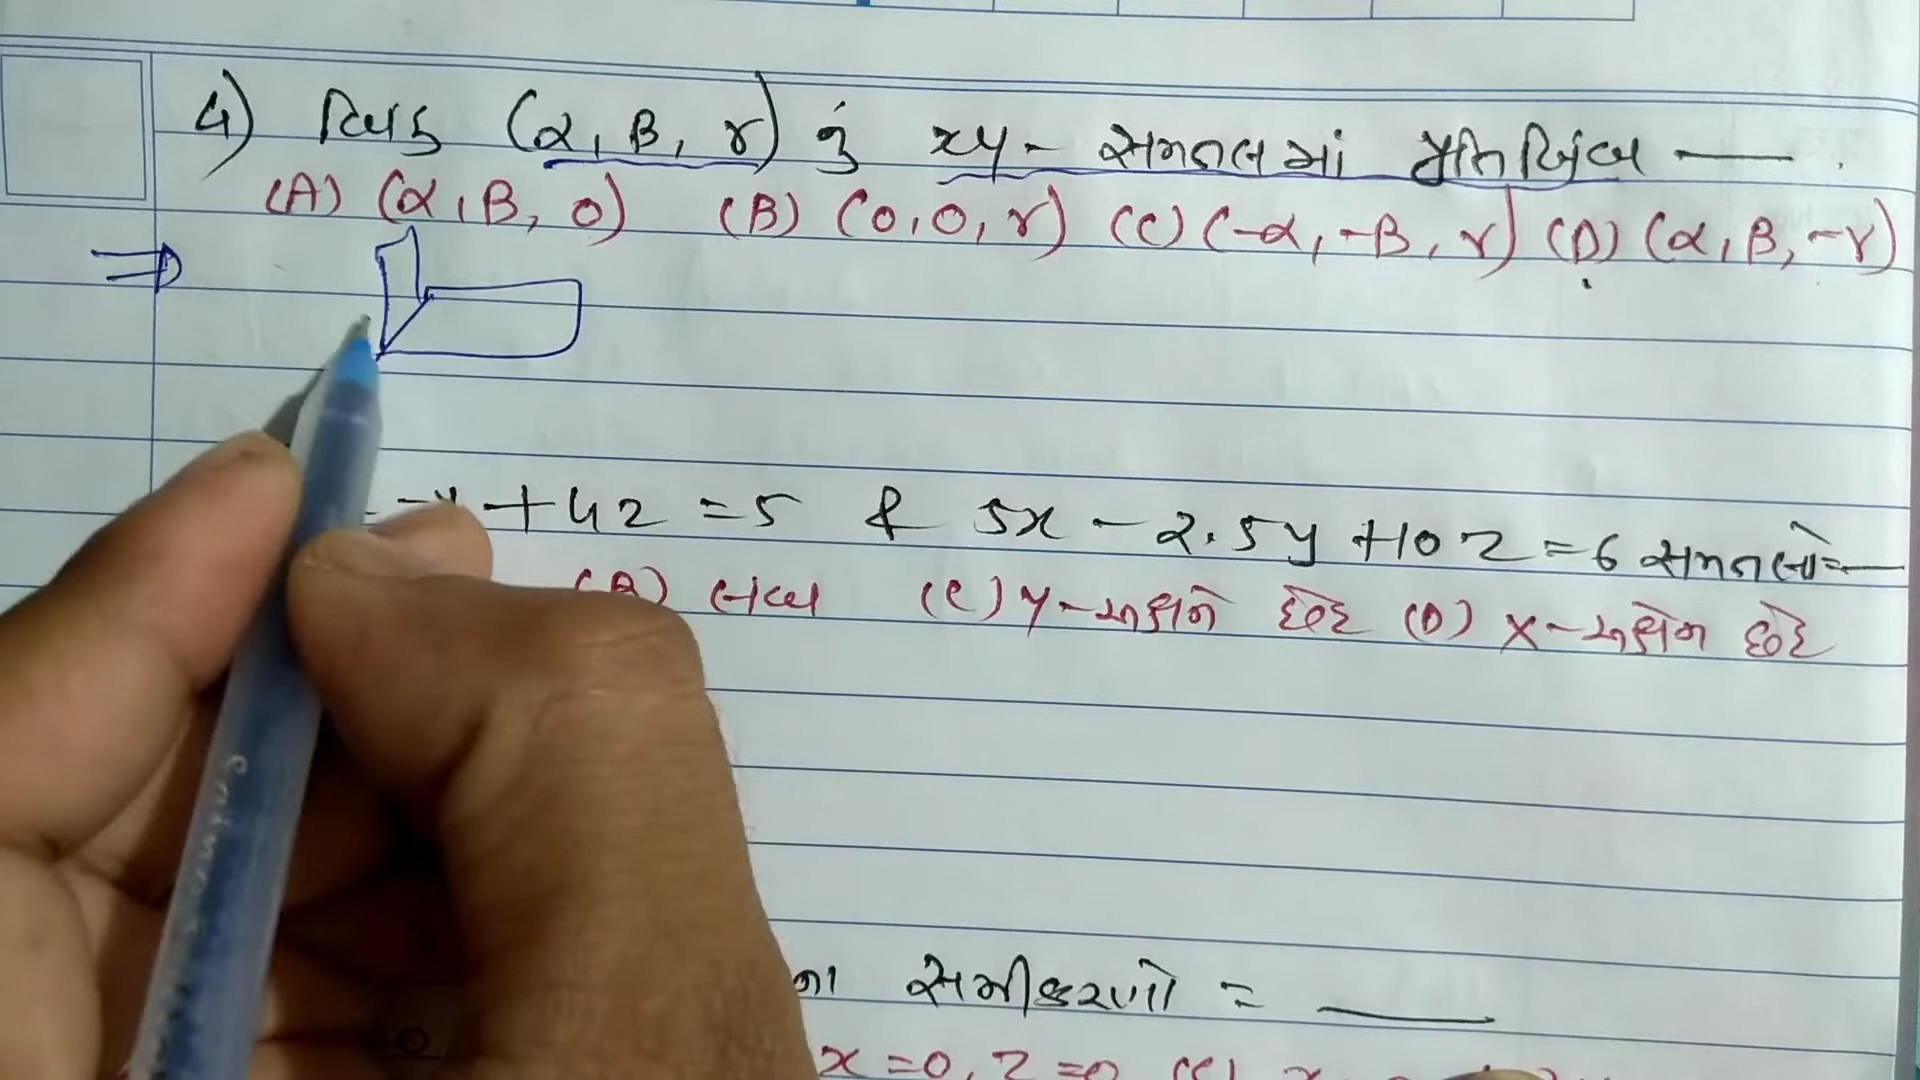 4) બિંદુ (α, β, γ) નું xy- સમતલમાં પ્રતિબિંબ ——.
(A) (α, β, 0) (B) (0, 0, γ) (C) (-α, -β, γ) (D) (α, β, -γ)
⇒
-y + 4z = 5 & 5x - 2.5y + 10z = 6 સમતલો = —
(B) લંબ (C) y-અક્ષને છેદે (D) x-અક્ષને છેદે
ના સમીકરણો = ——
x = 0, z = 0 (C)